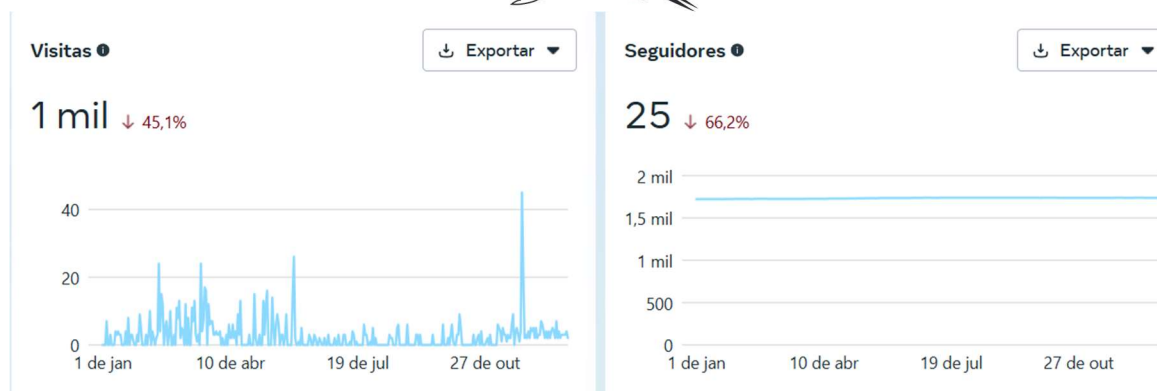 Visitas
Exportar
1 mil ↓ 45,1%
40
20
0
1 de jan 10 de abr 19 de jul 27 de out
Seguidores
Exportar
25 ↓ 66,2%
2 mil
1,5 mil
1 mil
500
0
1 de jan 10 de abr 19 de jul 27 de out